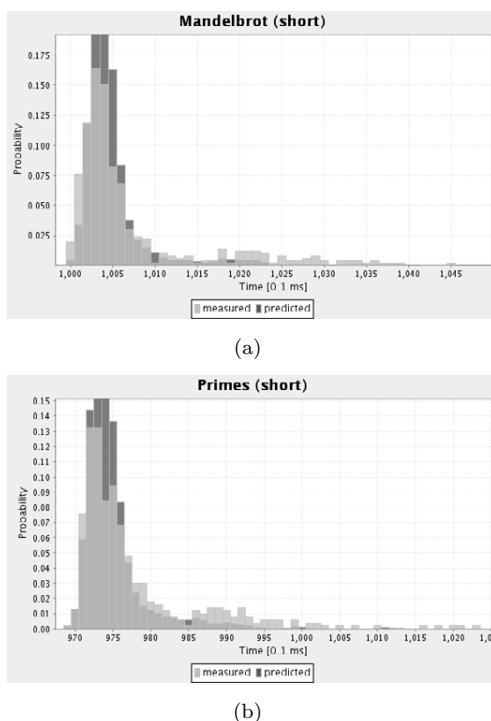 Mandelbrot (short)
0.175
0.150
0.125
0.100
0.075
0.050
0.025
Probability
1,000 1,005 1,010 1,015 1,020 1,025 1,030 1,035 1,040 1,045
Time [0.1 ms]
measured predicted
(a)
Primes (short)
0.15
0.14
0.13
0.12
0.11
0.10
0.09
0.08
0.07
0.06
0.05
0.04
0.03
0.02
0.01
0.00
Probability
970 975 980 985 990 995 1,000 1,005 1,010 1,015 1,020
Time [0.1 ms]
measured predicted
(b)